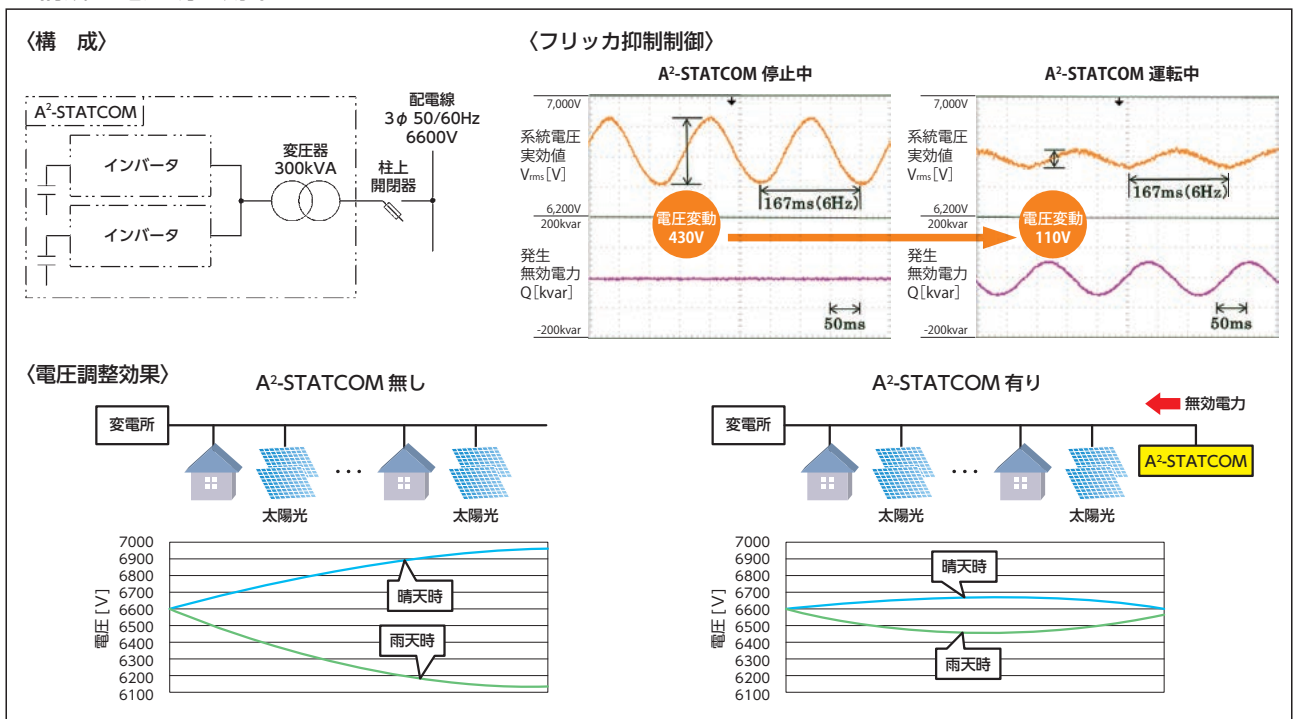 〈構　成〉
A²-STATCOM
インバータ
インバータ
変圧器
300kVA
柱上
開閉器
配電線
3φ 50/60Hz
6600V
〈フリッカ抑制制御〉
A²-STATCOM 停止中
7,000V
系統電圧
実効値
Vrms[V]
6,200V
200kvar
発生
無効電力
Q[kvar]
-200kvar
167ms(6Hz)
電圧変動
430V
50ms
A²-STATCOM 運転中
7,000V
系統電圧
実効値
Vrms[V]
6,200V
200kvar
発生
無効電力
Q[kvar]
-200kvar
167ms(6Hz)
電圧変動
110V
50ms
〈電圧調整効果〉
A²-STATCOM 無し
変電所
…
太陽光
太陽光
電圧[V]
7000
6900
6800
6700
6600
6500
6400
6300
6200
6100
晴天時
雨天時
A²-STATCOM 有り
無効電力
変電所
A²-STATCOM
…
太陽光
太陽光
電圧[V]
7000
6900
6800
6700
6600
6500
6400
6300
6200
6100
晴天時
雨天時